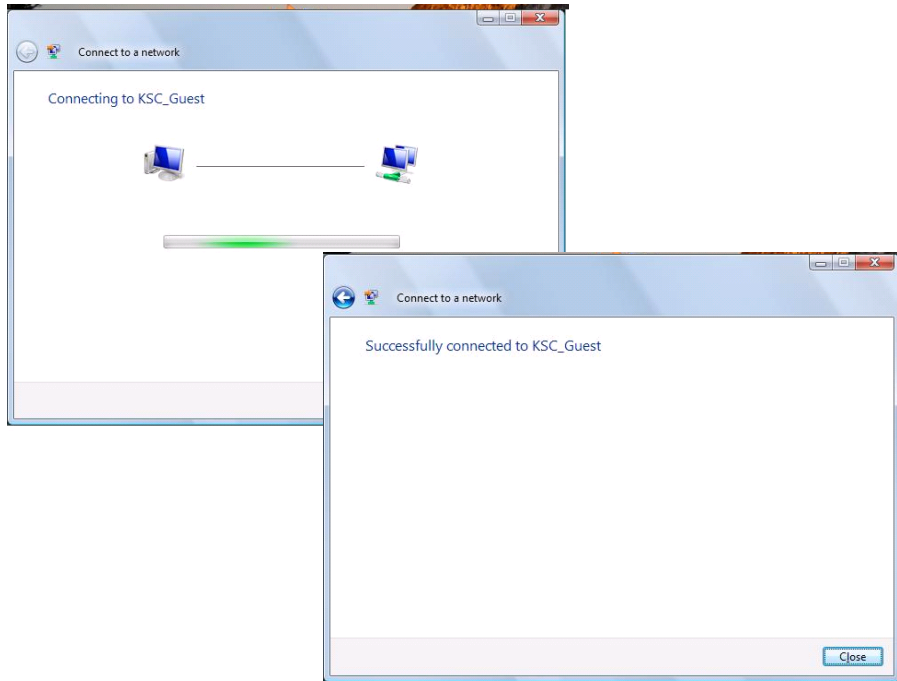 Connect to a network
Connecting to KSC_Guest
Connect to a network
Successfully connected to KSC_Guest
Close